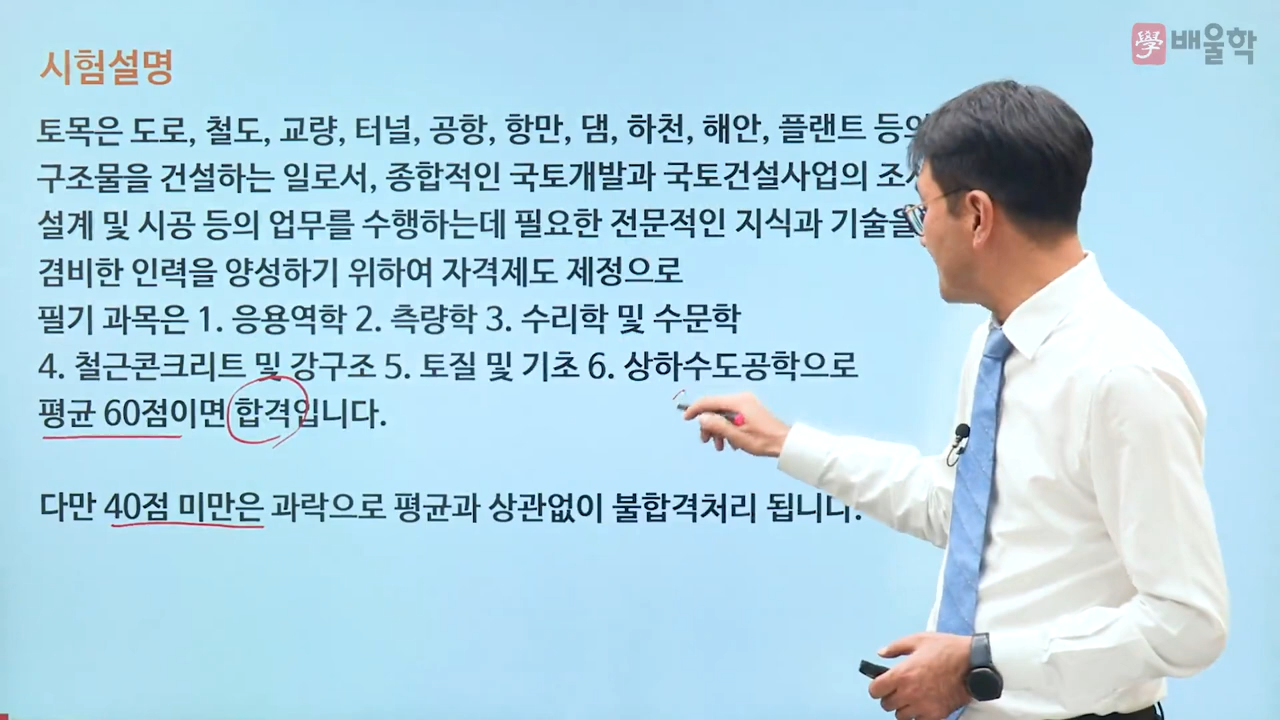 學 배울학
시험설명
토목은 도로, 철도, 교량, 터널, 공항, 항만, 댐, 하천, 해안, 플랜트
구조물을 건설하는 일로서, 종합적인 국토개발과 국토건설사업의
설계 및 시공 등의 업무를 수행하는데 필요한 전문적인 지식과 기술을
겸비한 인력을 양성하기 위하여 자격제도 제정으로
필기 과목은 1. 응용역학 2. 측량학 3. 수리학 및 수문학
4. 철근콘크리트 및 강구조 5. 토질 및 기초 6. 상하수도공학으로
평균 60점이면 합격입니다.
다만 40점 미만은 과락으로 평균과 상관없이 불합격처리 됩니다.